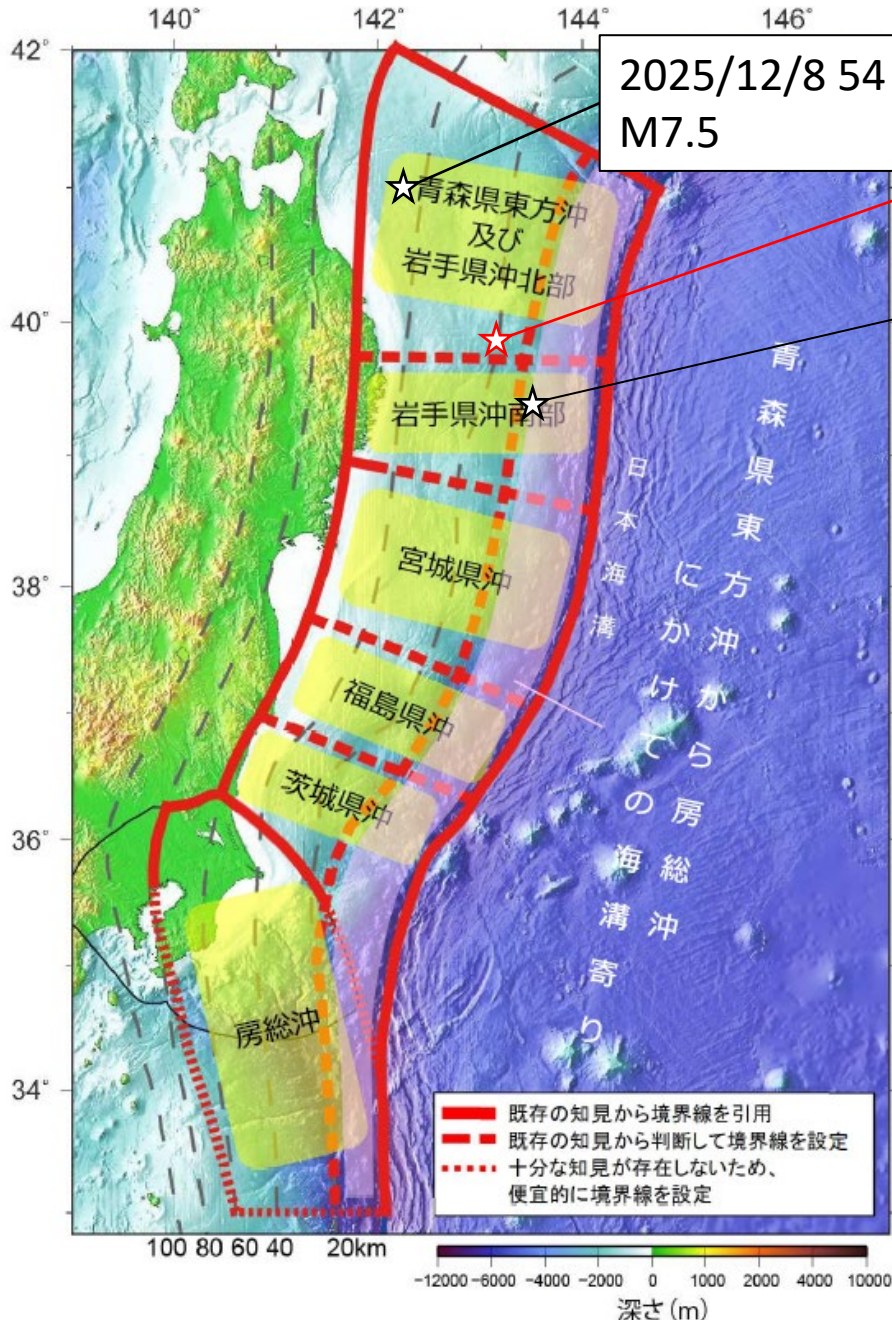 140°
142°
144°
146°
42°
40°
38°
36°
34°
2025/12/8 54
M7.5
青森県東方沖
及び
岩手県沖北部
岩手県沖南部
宮城県沖
福島県沖
茨城県沖
房総沖
日本海溝
青森県東方沖から房総沖
にかけての海溝寄り
既存の知見から境界線を引用
既存の知見から判断して境界線を設定
十分な知見が存在しないため、
便宜的に境界線を設定
100 80 60 40 20km
-12000 -6000 -4000 -2000 0 1000 2000 4000 10000
深さ(m)